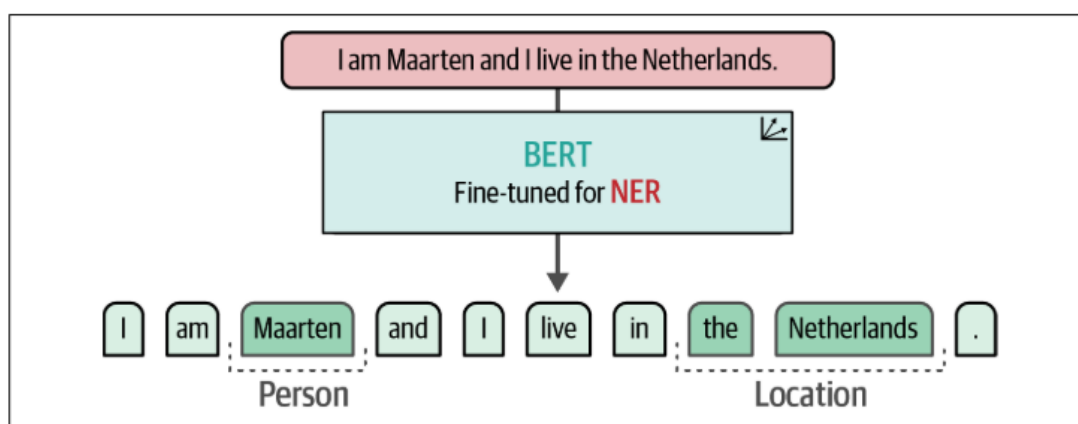 I am Maarten and I live in the Netherlands.
BERT
Fine-tuned for NER
I am Maarten and I live in the Netherlands .
Person Location